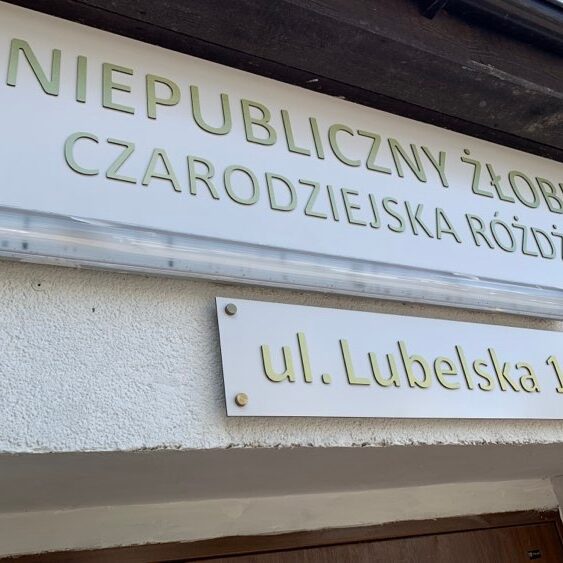 NIEPUBLICZNY ŻŁOB
CZARODZIEJSKA RÓŻDŻ
ul. Lubelska 1